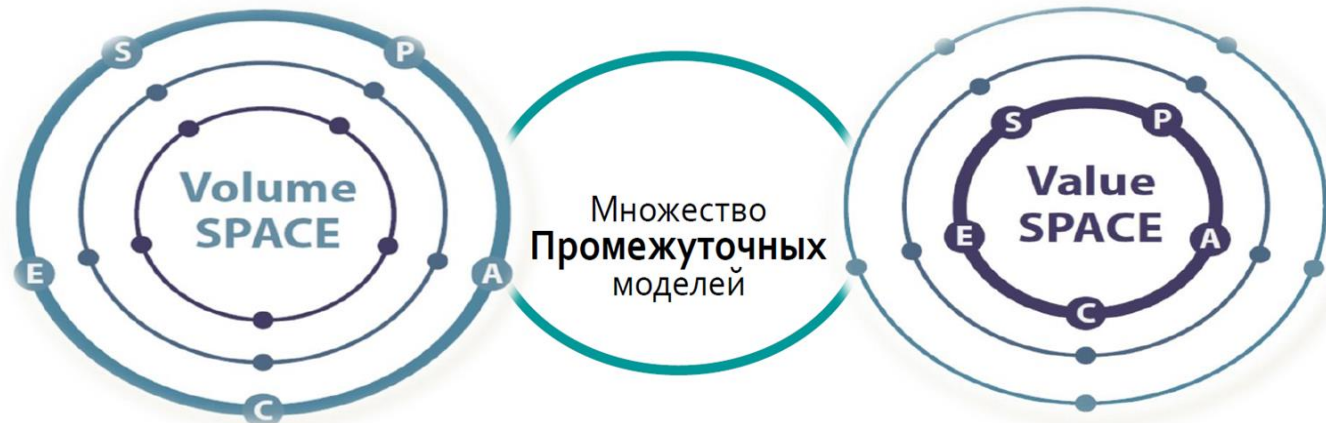 S
P
Volume
SPACE
E
A
C
Множество
Промежуточных
моделей
S
P
Value
SPACE
E
A
C